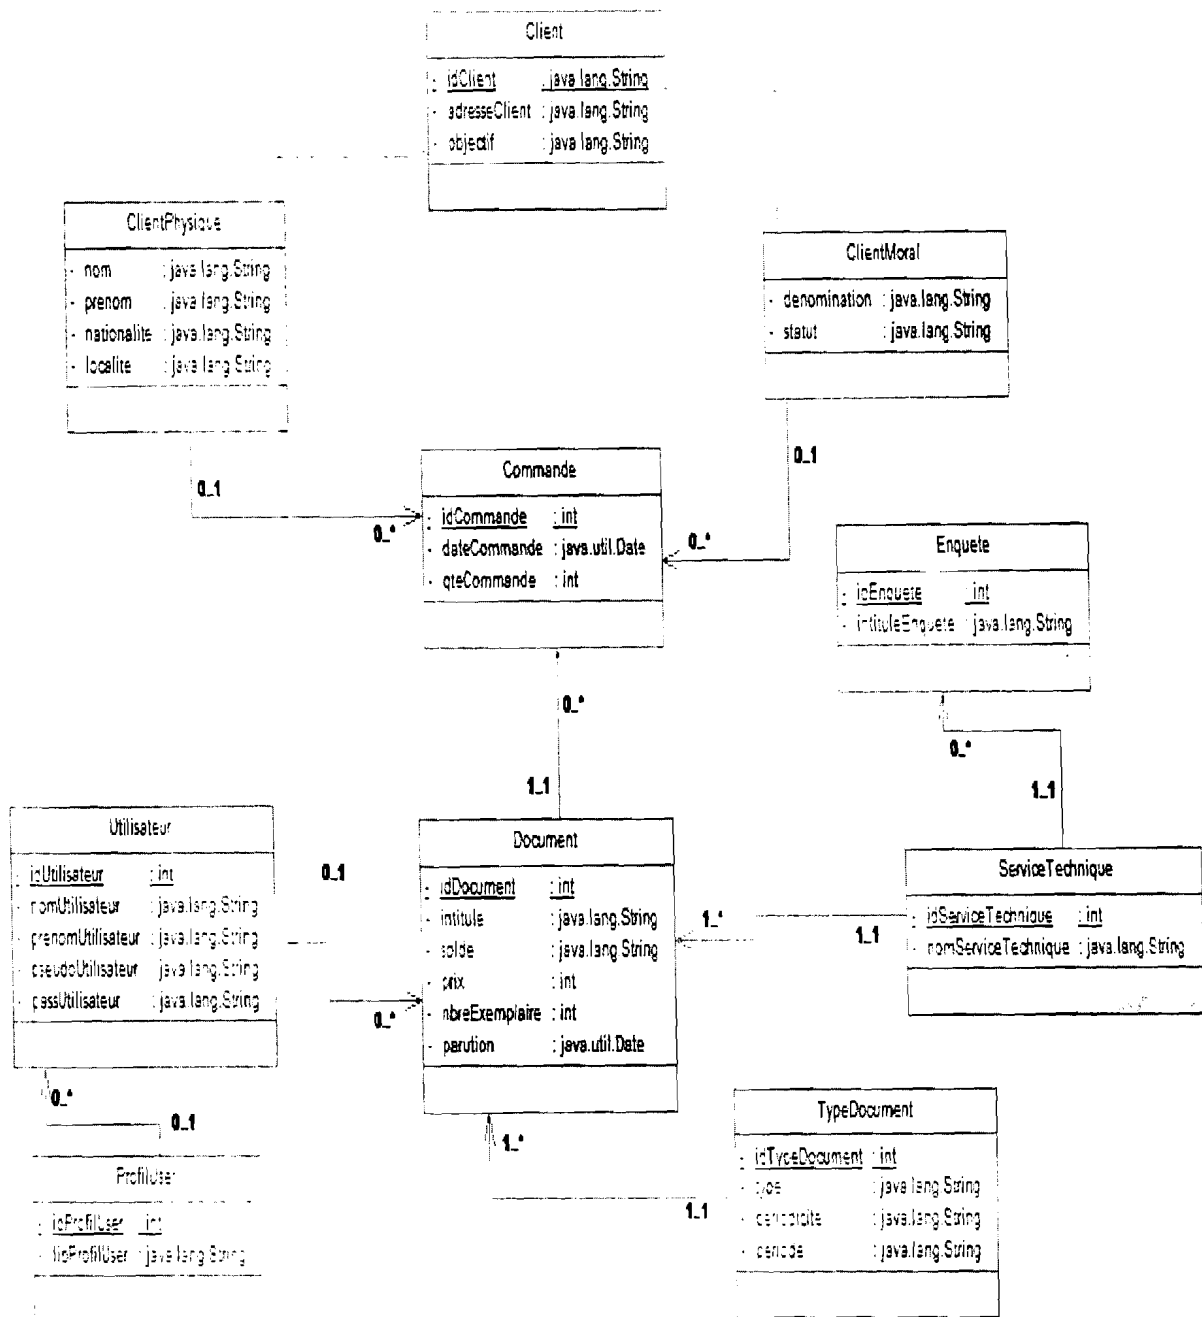 Client
- idClient : java.lang.String
- adresseClient : java.lang.String
- objectif : java.lang.String
ClientPhysique
- nom : java.lang.String
- prenom : java.lang.String
- nationalite : java.lang.String
- localite : java.lang.String
ClientMoral
- denomination : java.lang.String
- statut : java.lang.String
0..1
0..*
Commande
- idCommande : int
- dateCommande : java.util.Date
- qteCommande : int
0..1
0..*
Enquete
- idEnquete : int
- intituleEnquete : java.lang.String
0..*
1..1
0..*
1..1
Utilisateur
- idUtilisateur : int
- nomUtilisateur : java.lang.String
- prenomUtilisateur : java.lang.String
- pseudoUtilisateur java.lang.String
- passUtilisateur : java.lang.String
0..1
0..*
Document
- idDocument : int
- intitule : java.lang.String
- solde : java.lang.String
- prix : int
- nbreExemplaire : int
- parution : java.util.Date
1..*
1..1
ServiceTechnique
- idServiceTechnique : int
- nomServiceTechnique : java.lang.String
0..*
0..1
ProfilUser
- idProfilUser int
- libProfilUser : java.lang.String
1..*
1..1
TypeDocument
- idTypeDocument : int
- type : java.lang.String
- periodicite : java.lang.String
- periode : java.lang.String